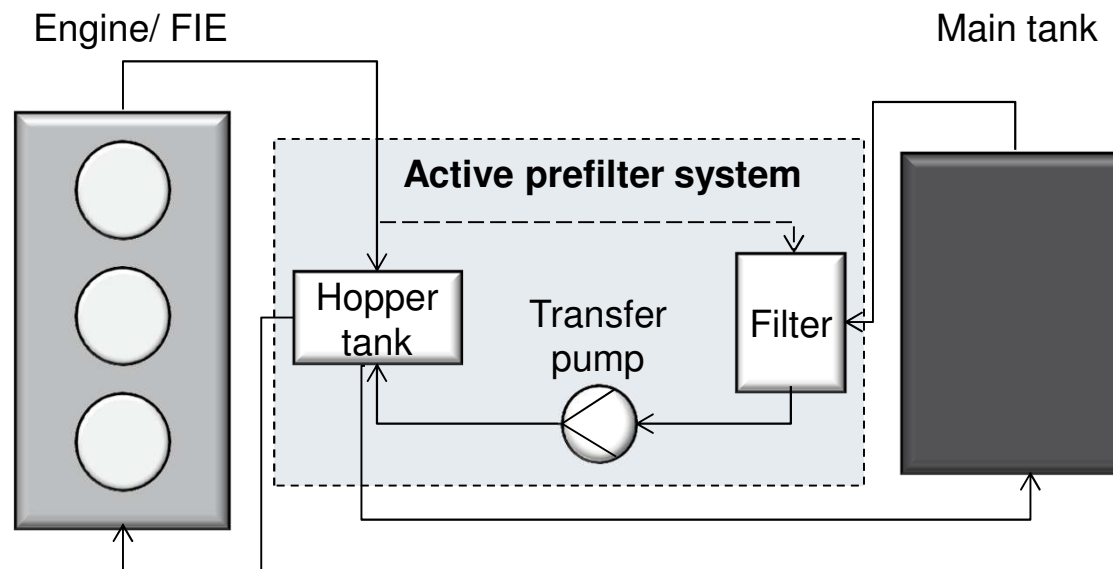 Engine/ FIE
Main tank
Active prefilter system
Hopper
tank
Transfer
pump
Filter